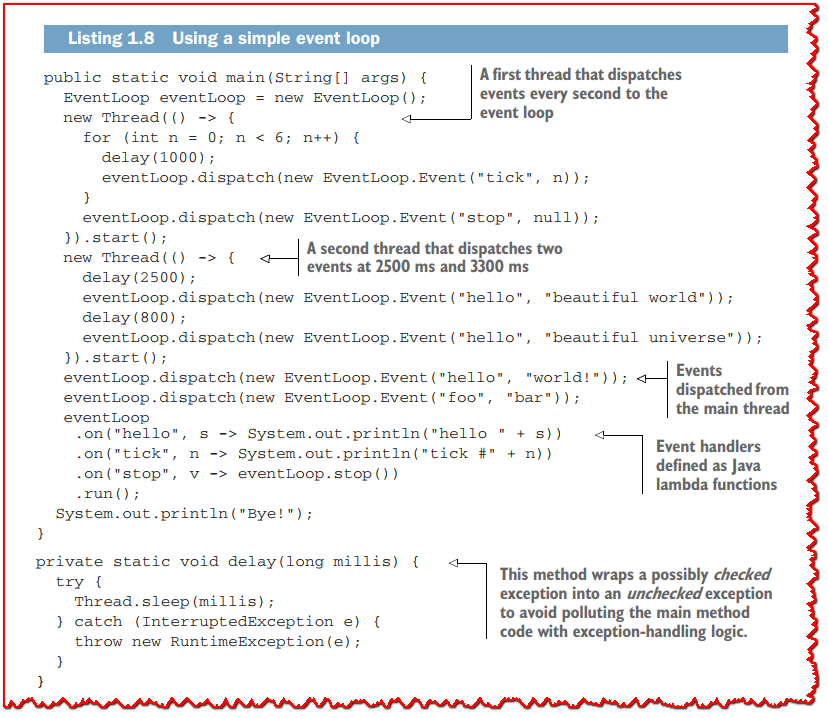 Listing 1.8 Using a simple event loop
public static void main(String[] args) {
EventLoop eventLoop = new EventLoop();
new Thread(() -> {
for (int n = 0; n < 6; n++) {
delay(1000);
eventLoop.dispatch(new EventLoop.Event("tick", n));
}
eventLoop.dispatch(new EventLoop.Event("stop", null));
}).start();
A first thread that dispatches
events every second to the
event loop
new Thread(() -> {
delay(2500);
eventLoop.dispatch(new EventLoop.Event("hello", "beautiful world"));
delay(800);
eventLoop.dispatch(new EventLoop.Event("hello", "beautiful universe"));
}).start();
A second thread that dispatches two
events at 2500 ms and 3300 ms
eventLoop.dispatch(new EventLoop.Event("hello", "world!"));
eventLoop.dispatch(new EventLoop.Event("foo", "bar"));
Events
dispatched from
the main thread
eventLoop
.on("hello", s -> System.out.println("hello " + s))
.on("tick", n -> System.out.println("tick #" + n))
.on("stop", v -> eventLoop.stop())
.run();
System.out.println("Bye!");
}
Event handlers
defined as Java
lambda functions
private static void delay(long millis) {
try {
Thread.sleep(millis);
} catch (InterruptedException e) {
throw new RuntimeException(e);
}
}
This method wraps a possibly checked
exception into an unchecked exception
to avoid polluting the main method
code with exception-handling logic.